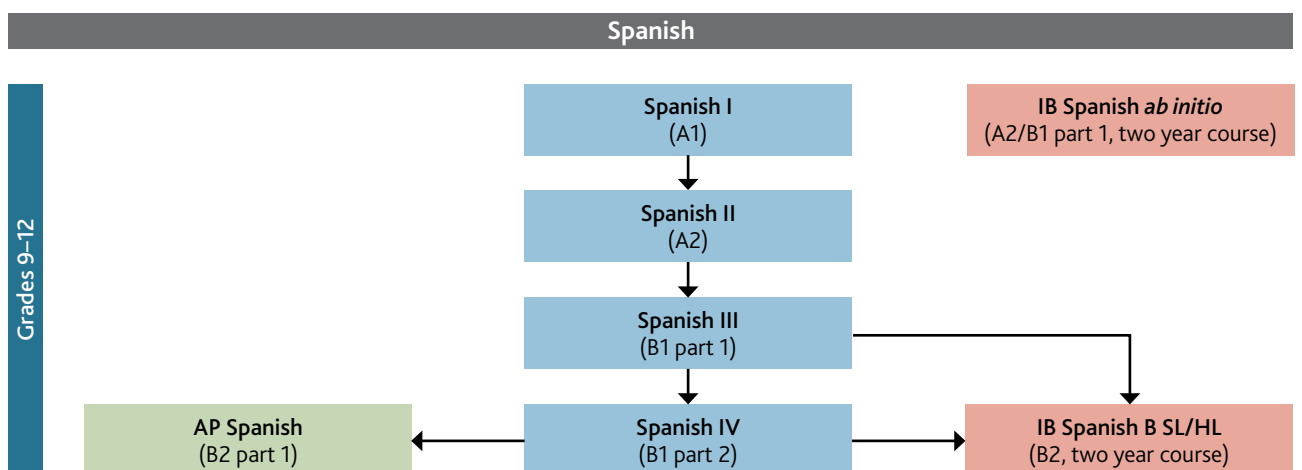 Spanish
Grades 9–12
Spanish I
(A1)
IB Spanish ab initio
(A2/B1 part 1, two year course)
Spanish II
(A2)
Spanish III
(B1 part 1)
AP Spanish
(B2 part 1)
Spanish IV
(B1 part 2)
IB Spanish B SL/HL
(B2, two year course)